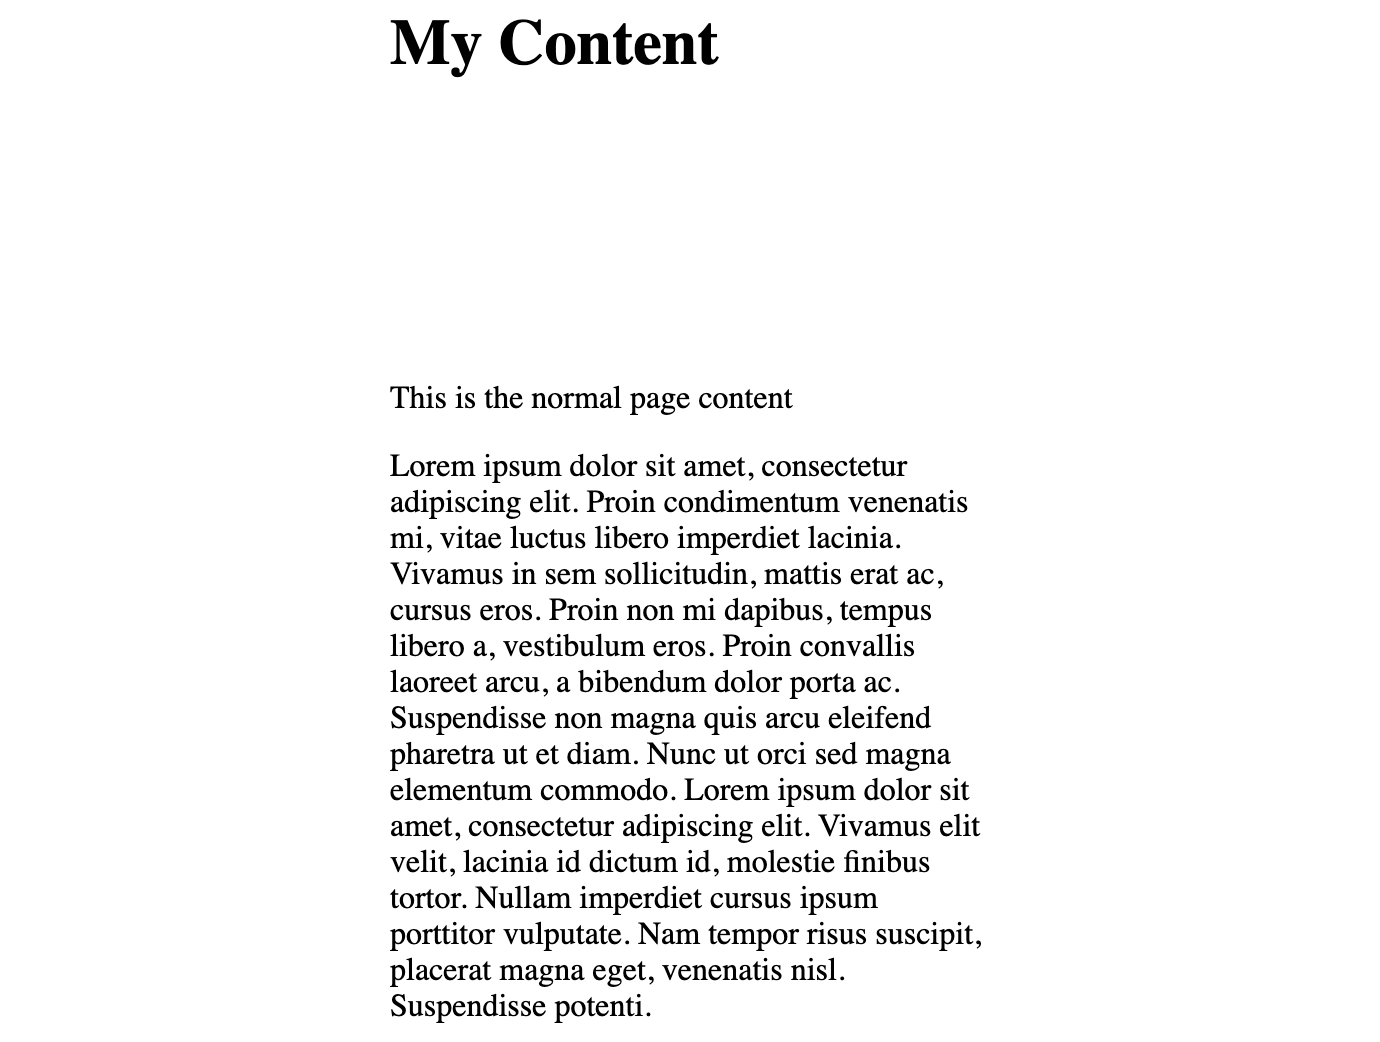 My Content
This is the normal page content
Lorem ipsum dolor sit amet, consectetur
adipiscing elit. Proin condimentum venenatis
mi, vitae luctus libero imperdiet lacinia.
Vivamus in sem sollicitudin, mattis erat ac,
cursus eros. Proin non mi dapibus, tempus
libero a, vestibulum eros. Proin convallis
laoreet arcu, a bibendum dolor porta ac.
Suspendisse non magna quis arcu eleifend
pharetra ut et diam. Nunc ut orci sed magna
elementum commodo. Lorem ipsum dolor sit
amet, consectetur adipiscing elit. Vivamus elit
velit, lacinia id dictum id, molestie finibus
tortor. Nullam imperdiet cursus ipsum
porttitor vulputate. Nam tempor risus suscipit,
placerat magna eget, venenatis nisl.
Suspendisse potenti.